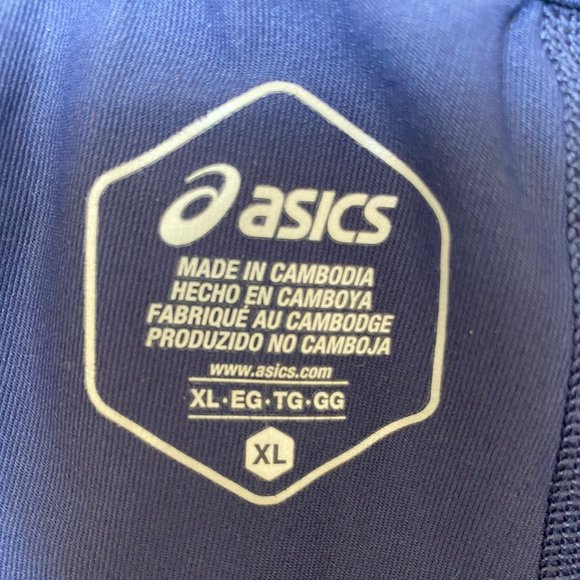 asics
MADE IN CAMBODIA
HECHO EN CAMBOYA
FABRIQUÉ AU CAMBODGE
PRODUZIDO NO CAMBOJA
www.asics.com
XL·EG·TG·GG
XL